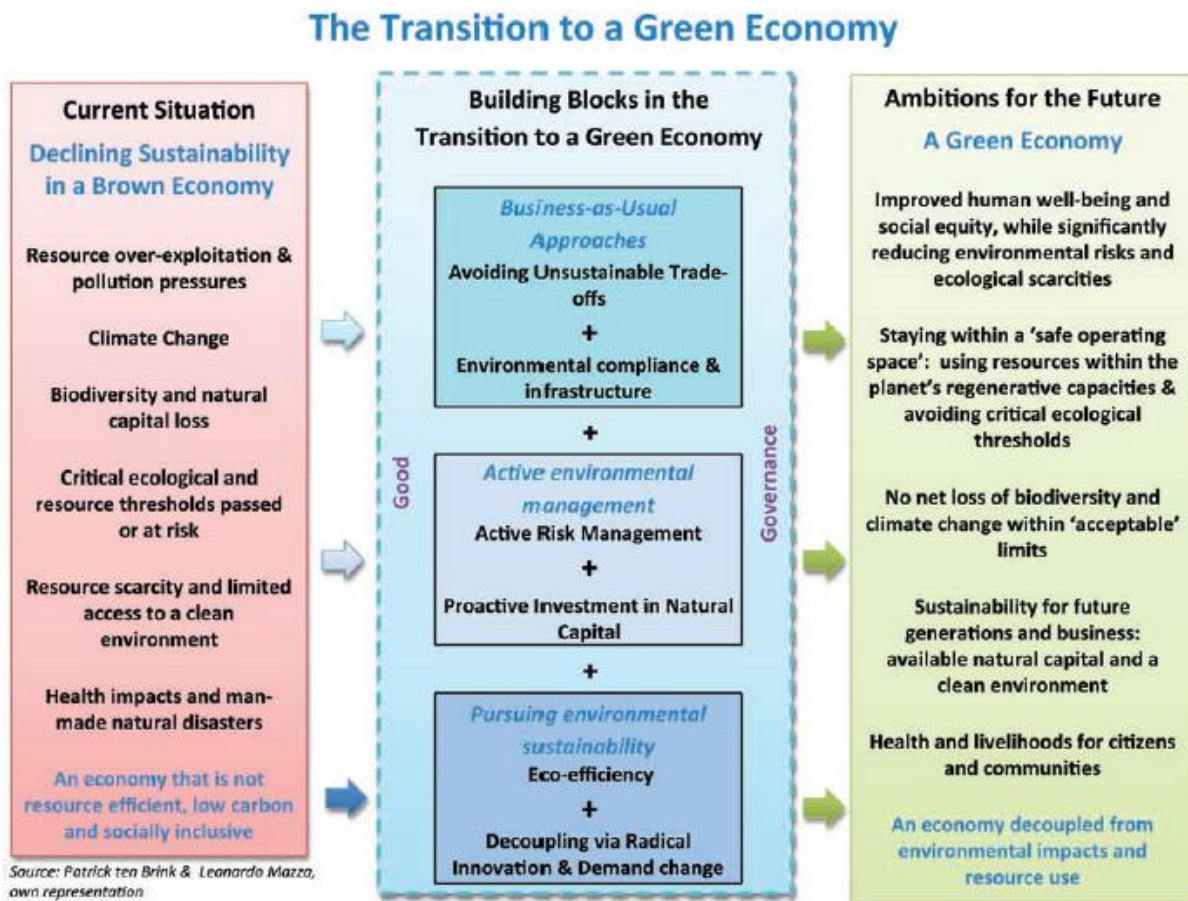 The Transition to a Green Economy
Current Situation
Declining Sustainability
in a Brown Economy
Resource over-exploitation &
pollution pressures
Climate Change
Biodiversity and natural
capital loss
Critical ecological and
resource thresholds passed
or at risk
Resource scarcity and limited
access to a clean
environment
Health impacts and man-
made natural disasters
An economy that is not
resource efficient, low carbon
and socially inclusive
Source: Patrick ten Brink & Leonardo Mazza,
own representation
Building Blocks in the
Transition to a Green Economy
Business-as-Usual
Approaches
Avoiding Unsustainable Trade-
offs
+
Environmental compliance &
infrastructure
+
Good
Governance
Active environmental
management
Active Risk Management
+
Proactive Investment in Natural
Capital
+
Pursuing environmental
sustainability
Eco-efficiency
+
Decoupling via Radical
Innovation & Demand change
Ambitions for the Future
A Green Economy
Improved human well-being and
social equity, while significantly
reducing environmental risks and
ecological scarcities
Staying within a ‘safe operating
space’: using resources within the
planet’s regenerative capacities &
avoiding critical ecological
thresholds
No net loss of biodiversity and
climate change within ‘acceptable’
limits
Sustainability for future
generations and business:
available natural capital and a
clean environment
Health and livelihoods for citizens
and communities
An economy decoupled from
environmental impacts and
resource use